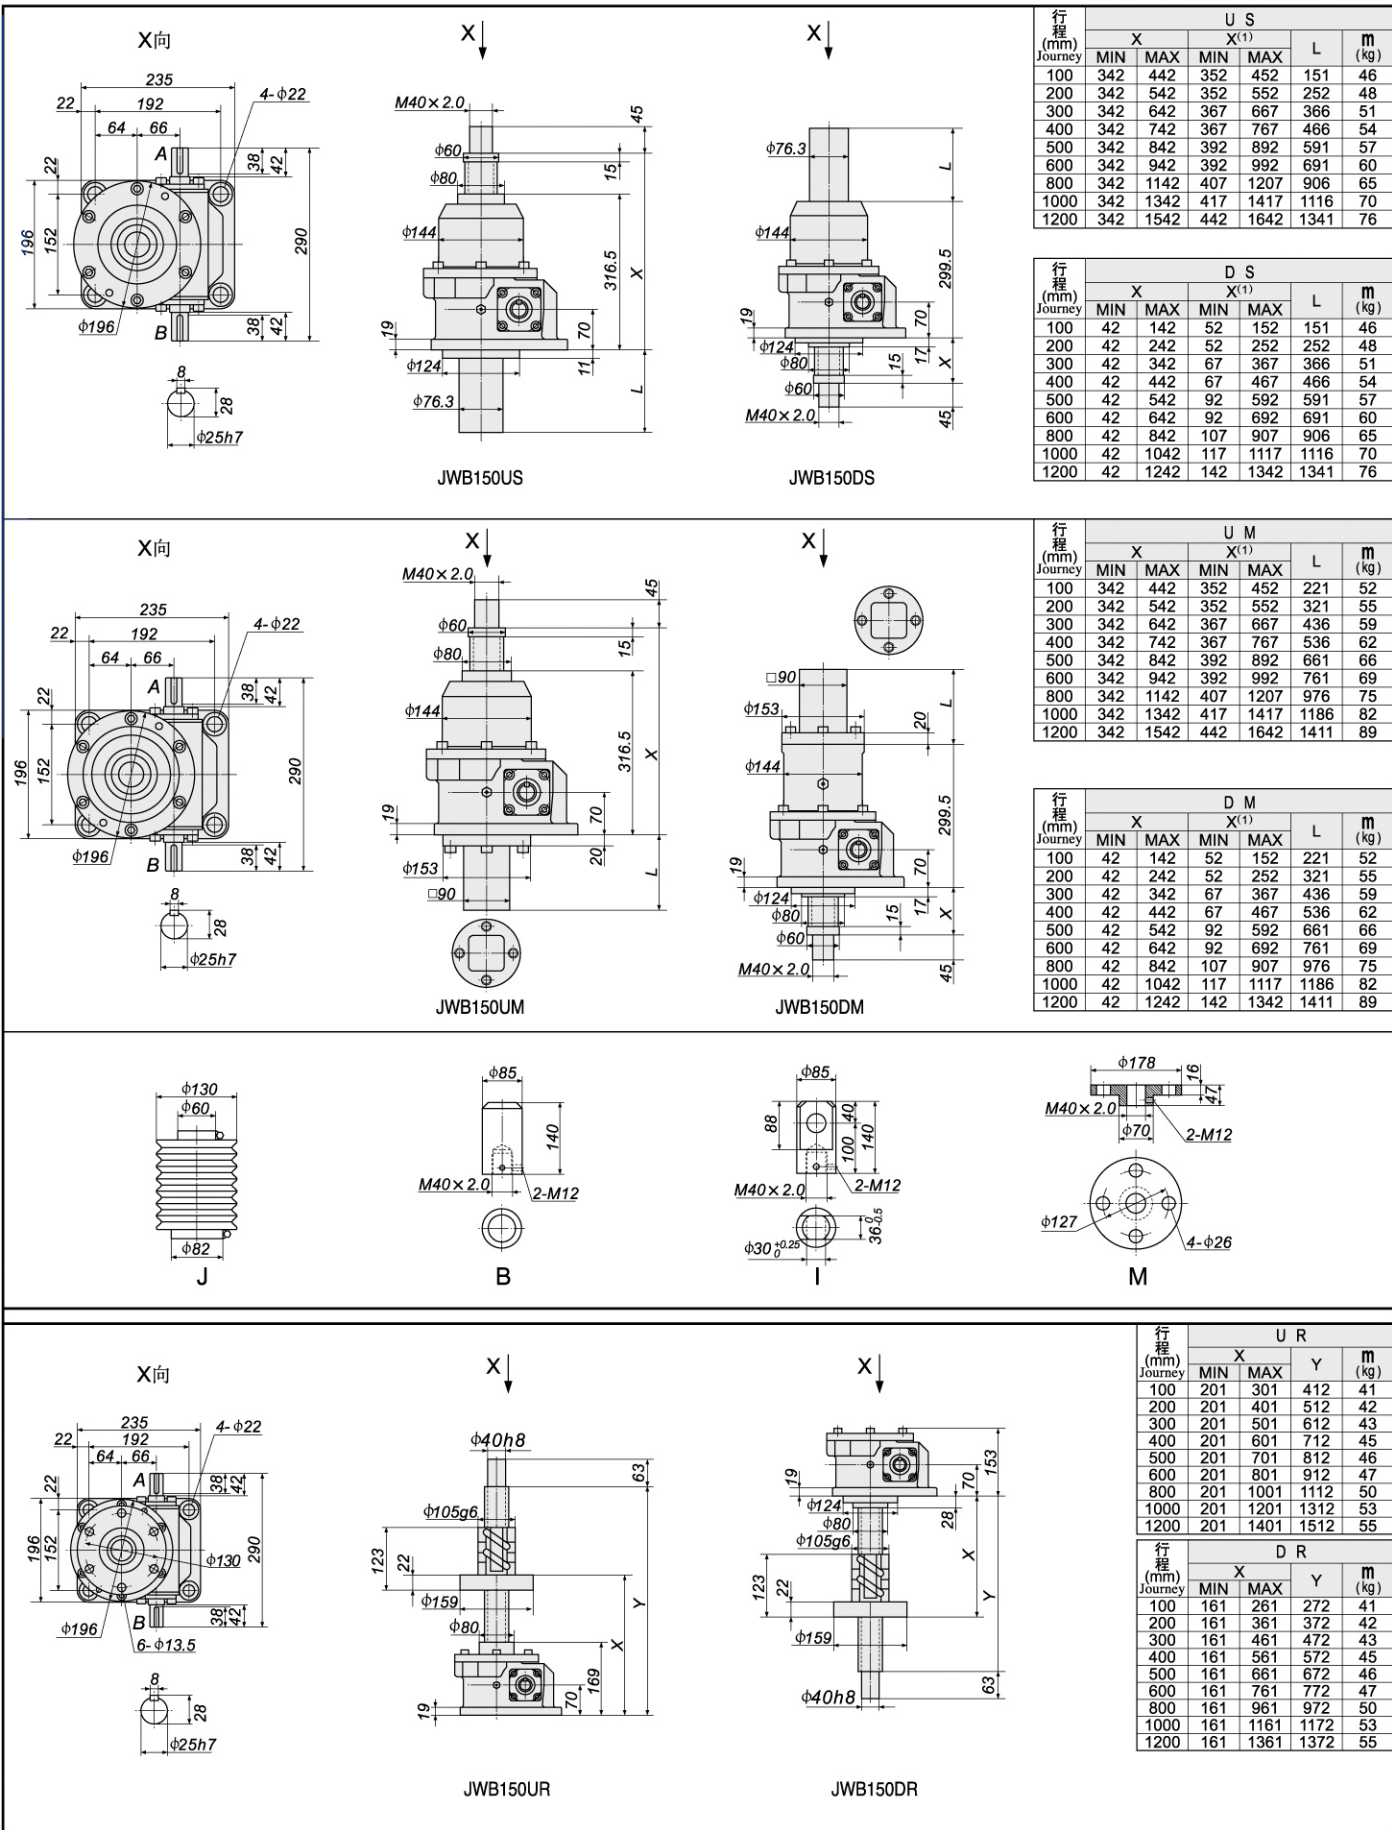 X向
235
22
192
4-φ22
64
66
A
38
42
22
196
152
290
φ196
B
38
42
8
28
φ25h7
X
M40×2.0
45
φ60
15
φ80
φ144
316.5
X
19
70
φ124
11
φ76.3
L
JWB150US
X
φ76.3
L
φ144
299.5
19
70
φ124
17
φ80
15
X
φ60
M40×2.0
45
JWB150DS
行程(mm) Journey U S
X X(1) L m(kg)
MIN MAX MIN MAX
100 342 442 352 452 151 46
200 342 542 352 552 252 48
300 342 642 367 667 366 51
400 342 742 367 767 466 54
500 342 842 392 892 591 57
600 342 942 392 992 691 60
800 342 1142 407 1207 906 65
1000 342 1342 417 1417 1116 70
1200 342 1542 442 1642 1341 76
行程(mm) Journey D S
X X(1) L m(kg)
MIN MAX MIN MAX
100 42 142 52 152 151 46
200 42 242 52 252 252 48
300 42 342 67 367 366 51
400 42 442 67 467 466 54
500 42 542 92 592 591 57
600 42 642 92 692 691 60
800 42 842 107 907 906 65
1000 42 1042 117 1117 1116 70
1200 42 1242 142 1342 1341 76
X向
235
22
192
4-φ22
64
66
A
38
42
22
196
152
290
φ196
B
38
42
8
28
φ25h7
X
M40×2.0
45
φ60
15
φ80
φ144
316.5
X
19
70
20
φ153
□90
L
JWB150UM
X
□90
L
φ153
20
φ144
299.5
19
70
φ124
17
φ80
15
X
φ60
M40×2.0
45
JWB150DM
行程(mm) Journey U M
X X(1) L m(kg)
MIN MAX MIN MAX
100 342 442 352 452 221 52
200 342 542 352 552 321 55
300 342 642 367 667 436 59
400 342 742 367 767 536 62
500 342 842 392 892 661 66
600 342 942 392 992 761 69
800 342 1142 407 1207 976 75
1000 342 1342 417 1417 1186 82
1200 342 1542 442 1642 1411 89
行程(mm) Journey D M
X X(1) L m(kg)
MIN MAX MIN MAX
100 42 142 52 152 221 52
200 42 242 52 252 321 55
300 42 342 67 367 436 59
400 42 442 67 467 536 62
500 42 542 92 592 661 66
600 42 642 92 692 761 69
800 42 842 107 907 976 75
1000 42 1042 117 1117 1186 82
1200 42 1242 142 1342 1411 89
φ130
φ60
φ82
J
φ85
140
M40×2.0
2-M12
B
φ85
88
40
100
140
M40×2.0
2-M12
36 0 -0.5
φ30 +0.25 0
I
φ178
16
47
M40×2.0
φ70
2-M12
φ127
4-φ26
M
X向
235
22
192
4-φ22
64
66
A
38
42
22
196
152
φ130
290
φ196
B
38
42
6-φ13.5
8
28
φ25h7
X
φ40h8
63
φ105g6
123
22
φ159
Y
φ80
X
169
19
70
JWB150UR
X
153
19
70
φ124
28
φ80
φ105g6
X
123
22
Y
φ159
63
φ40h8
JWB150DR
行程(mm) Journey U R
X Y m(kg)
MIN MAX
100 201 301 412 41
200 201 401 512 42
300 201 501 612 43
400 201 601 712 45
500 201 701 812 46
600 201 801 912 47
800 201 1001 1112 50
1000 201 1201 1312 53
1200 201 1401 1512 55
行程(mm) Journey D R
X Y m(kg)
MIN MAX
100 161 261 272 41
200 161 361 372 42
300 161 461 472 43
400 161 561 572 45
500 161 661 672 46
600 161 761 772 47
800 161 961 972 50
1000 161 1161 1172 53
1200 161 1361 1372 55